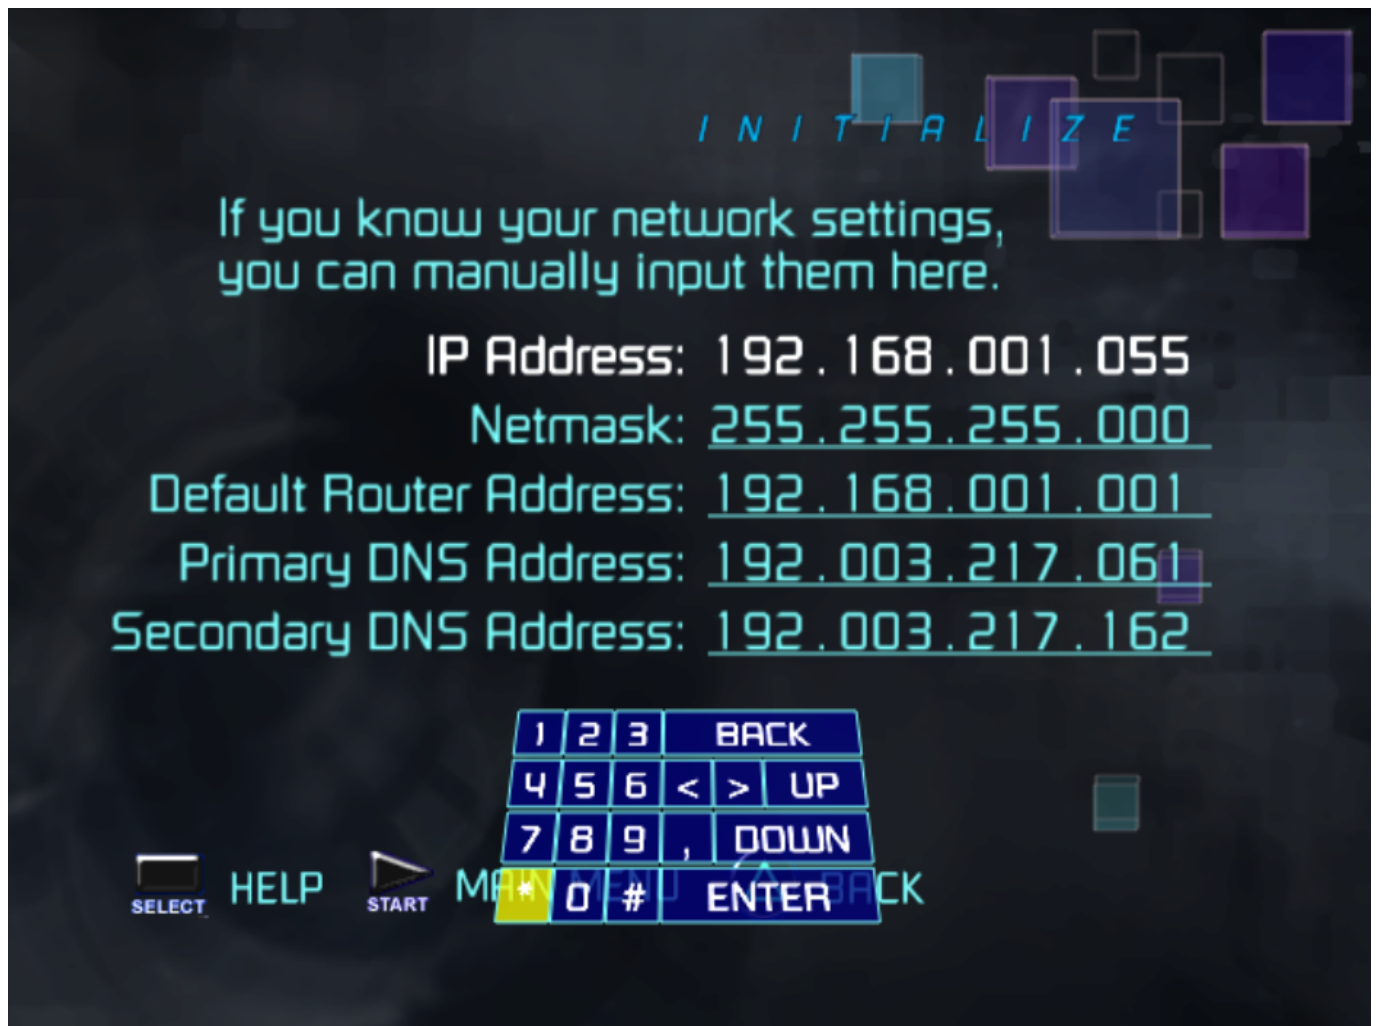 INITIALIZE
If you know your network settings,
you can manually input them here.
IP Address: 192.168.001.055
Netmask: 255.255.255.000
Default Router Address: 192.168.001.001
Primary DNS Address: 192.003.217.061
Secondary DNS Address: 192.003.217.162
1 2 3 BACK
4 5 6 < > UP
7 8 9 , DOWN
* 0 # ENTER
SELECT HELP START MAIN MENU BACK